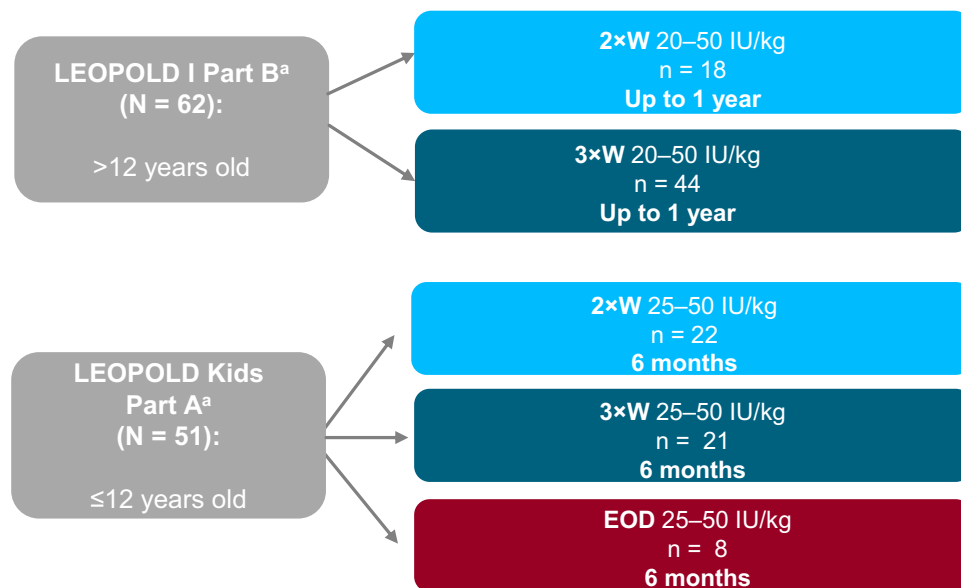 LEOPOLD I Part Bª
(N = 62):
>12 years old
2×W 20–50 IU/kg
n = 18
Up to 1 year
3×W 20–50 IU/kg
n = 44
Up to 1 year
LEOPOLD Kids
Part Aª
(N = 51):
≤12 years old
2×W 25–50 IU/kg
n = 22
6 months
3×W 25–50 IU/kg
n =  21
6 months
EOD 25–50 IU/kg
n =  8
6 months